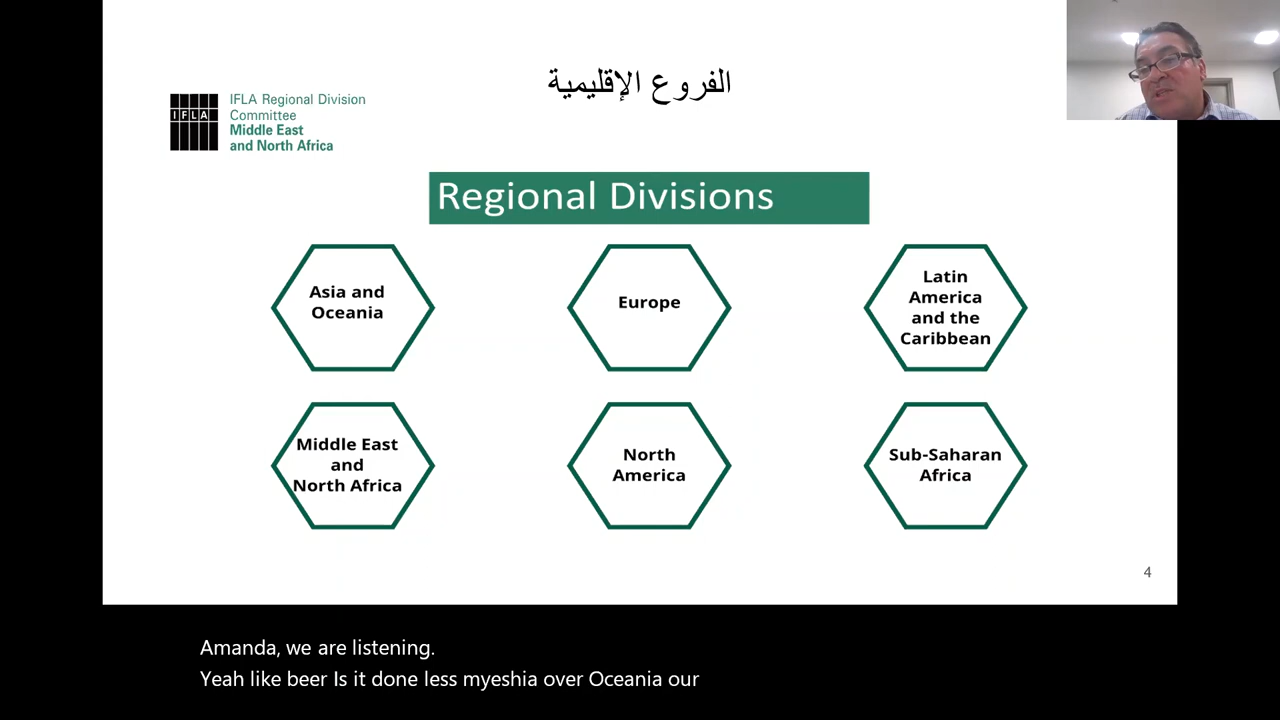 الفروع الإقليمية
IFLA
IFLA Regional Division
Committee
Middle East
and North Africa
Regional Divisions
Asia and
Oceania
Europe
Latin
America
and the
Caribbean
Middle East
and
North Africa
North
America
Sub-Saharan
Africa
4
Amanda, we are listening.
Yeah like beer Is it done less myeshia over Oceania our